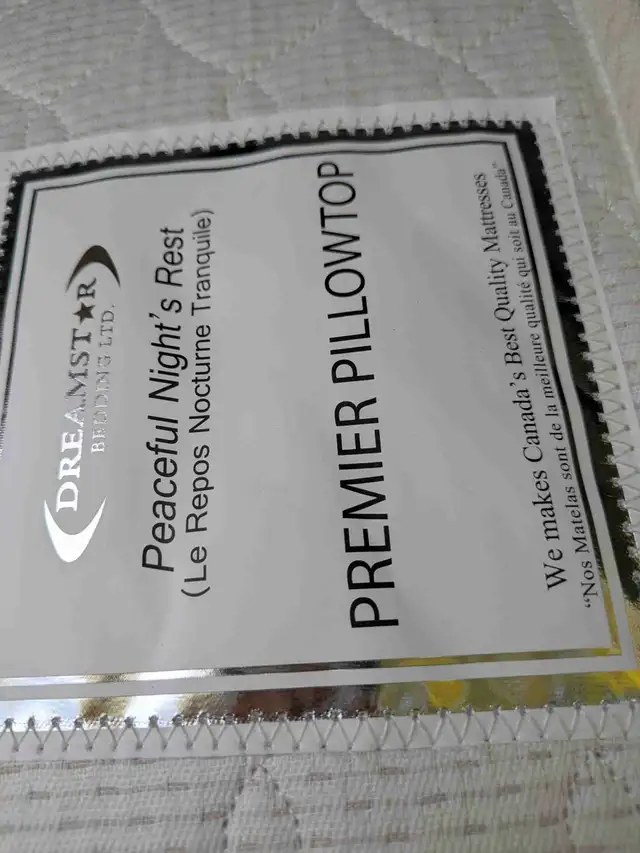 DREAMST★R
BEDDING LTD.
Peaceful Night's Rest
(Le Repos Nocturne Tranquile)
PREMIER PILLOWTOP
We makes Canada's Best Quality Mattresses
“Nos Matelas sont de la meilleure qualité qui soit au Canada”